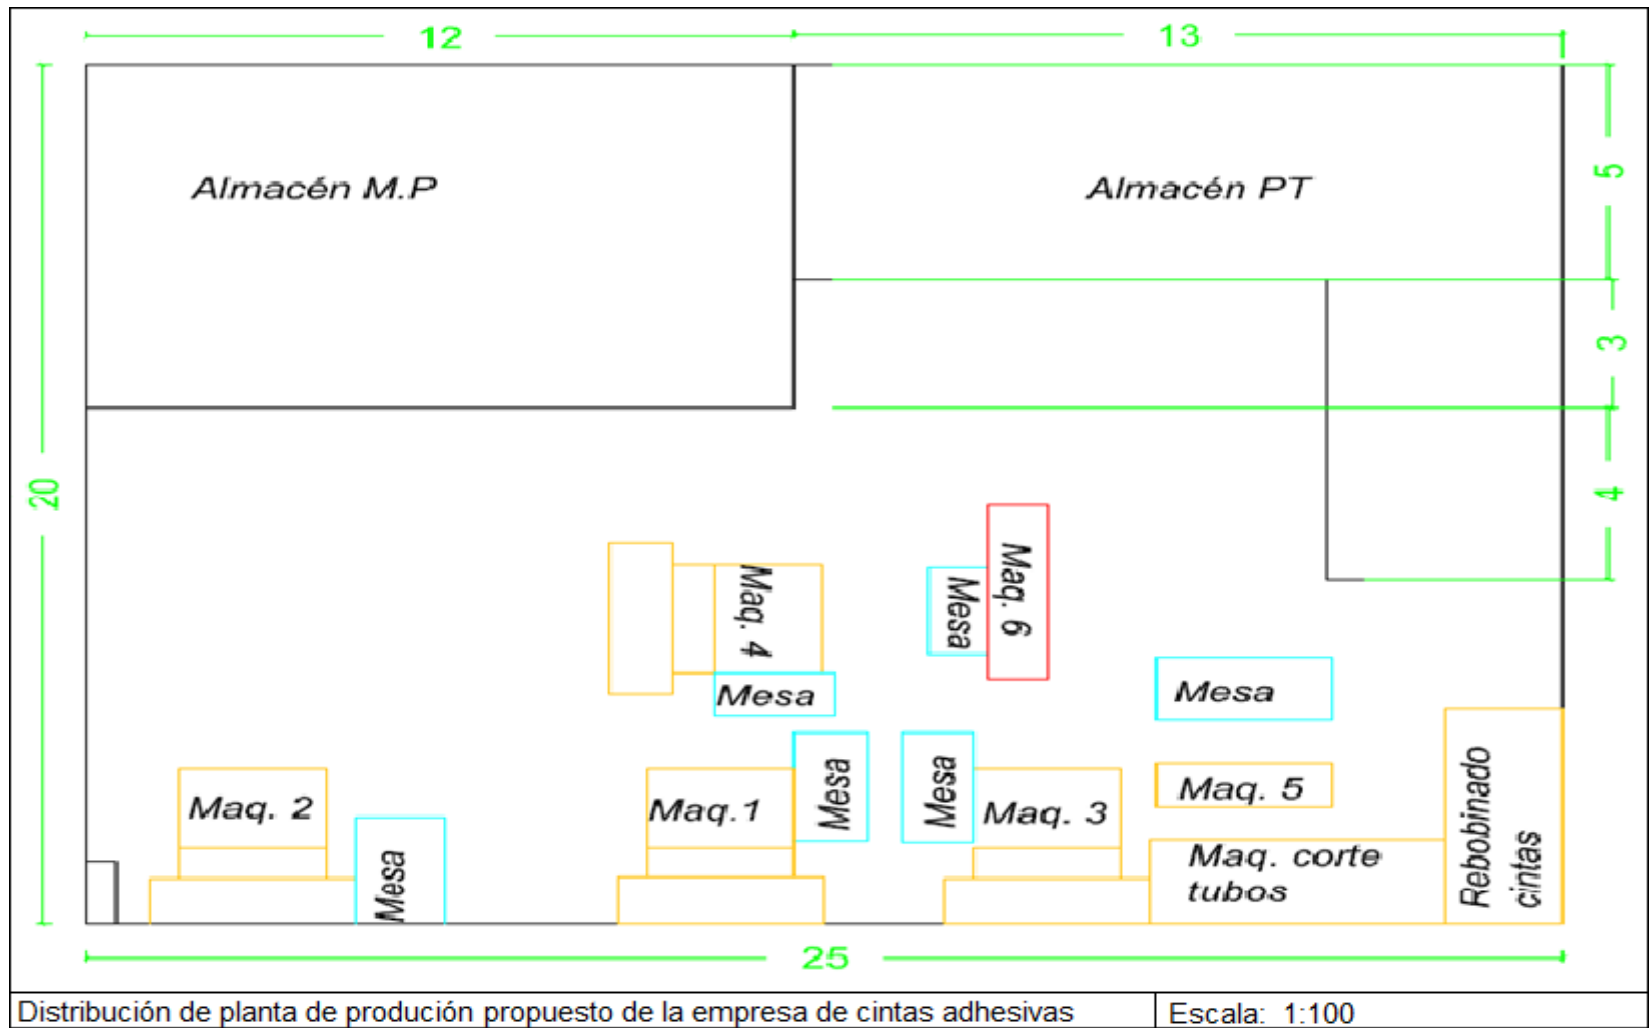 12
13
Almacén M.P
Almacén PT
5
3
20
4
Maq. 4
Mesa
Maq. 6
Mesa
Mesa
Maq. 2
Mesa
Maq.1
Mesa
Mesa
Maq. 3
Maq. 5
Maq. corte
tubos
Rebobinado
cintas
25
Distribución de planta de produción propuesto de la empresa de cintas adhesivas
Escala: 1:100